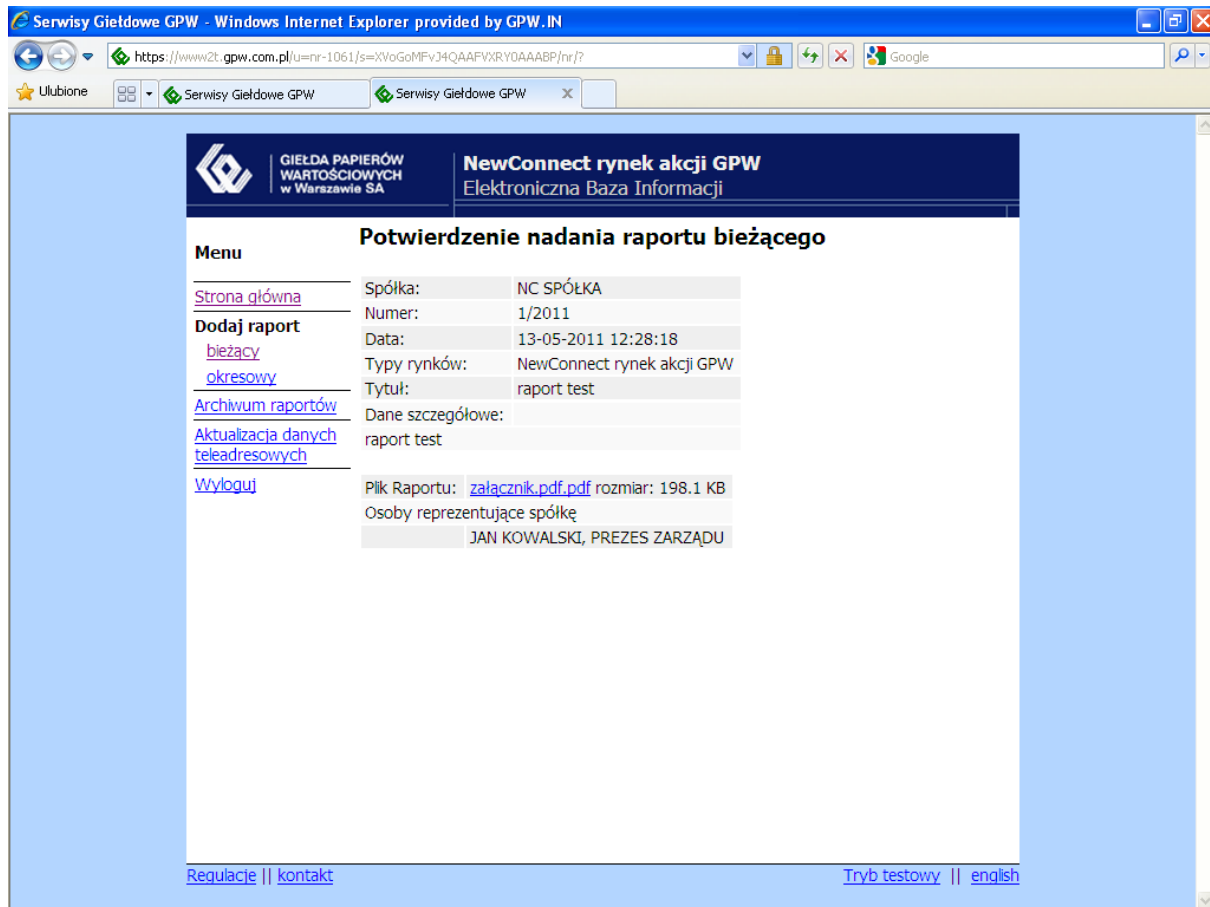 Serwisy Giełdowe GPW - Windows Internet Explorer provided by GPW.IN
https://www2t.gpw.com.pl/u=nr-1061/s=XVoGoMFvJ4QAAFVXRY0AAABP/nr/?
Google
Ulubione
Serwisy Giełdowe GPW
Serwisy Giełdowe GPW
GIEŁDA PAPIERÓW
WARTOŚCIOWYCH
w Warszawie SA
NewConnect rynek akcji GPW
Elektroniczna Baza Informacji
Menu
Strona główna
Dodaj raport
bieżący
okresowy
Archiwum raportów
Aktualizacja danych
teleadresowych
Wyloguj
Potwierdzenie nadania raportu bieżącego
Spółka: NC SPÓŁKA
Numer: 1/2011
Data: 13-05-2011 12:28:18
Typy rynków: NewConnect rynek akcji GPW
Tytuł: raport test
Dane szczegółowe:
raport test
Plik Raportu: załącznik.pdf.pdf rozmiar: 198.1 KB
Osoby reprezentujące spółkę
JAN KOWALSKI, PREZES ZARZĄDU
Regulacje || kontakt
Tryb testowy || english